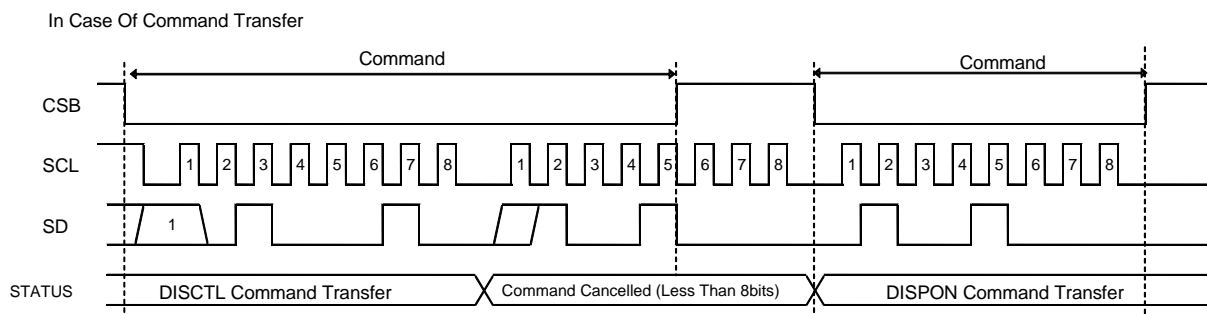 In Case Of Command Transfer
Command
Command
CSB
SCL
1 2 3 4 5 6 7 8 1 2 3 4 5 6 7 8 1 2 3 4 5 6 7 8
SD
1
STATUS
DISCTL Command Transfer
Command Cancelled (Less Than 8bits)
DISPON Command Transfer